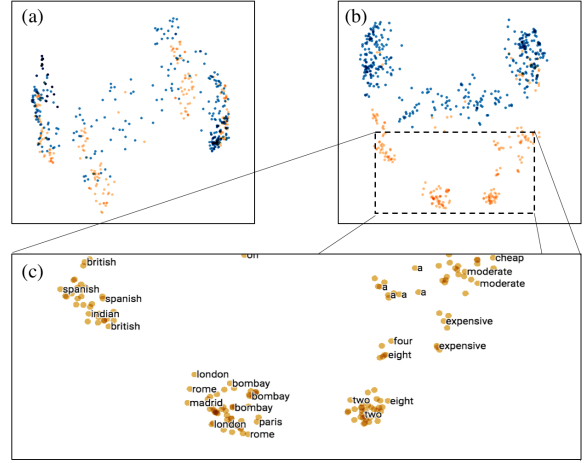 (a)
(b)
(c)
british
spanish
spanish
indian
british
a
a
a
a
a
cheap
moderate
moderate
expensive
four
eight
expensive
london
rome
bombay
bombay
madrid
bombay
london
paris
rome
two
eight
two